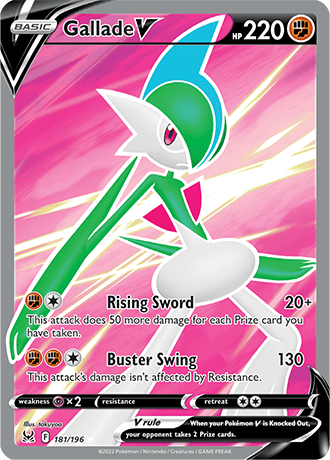 BASIC Gallade V HP 220
Rising Sword 20+
This attack does 50 more damage for each Prize card you
have taken.
Buster Swing 130
This attack's damage isn't affected by Resistance.
weakness ×2 resistance retreat
Illus. takuyoa
F 181/196
V rule When your Pokémon V is Knocked Out,
your opponent takes 2 Prize cards.
©2022 Pokémon / Nintendo / Creatures / GAME FREAK